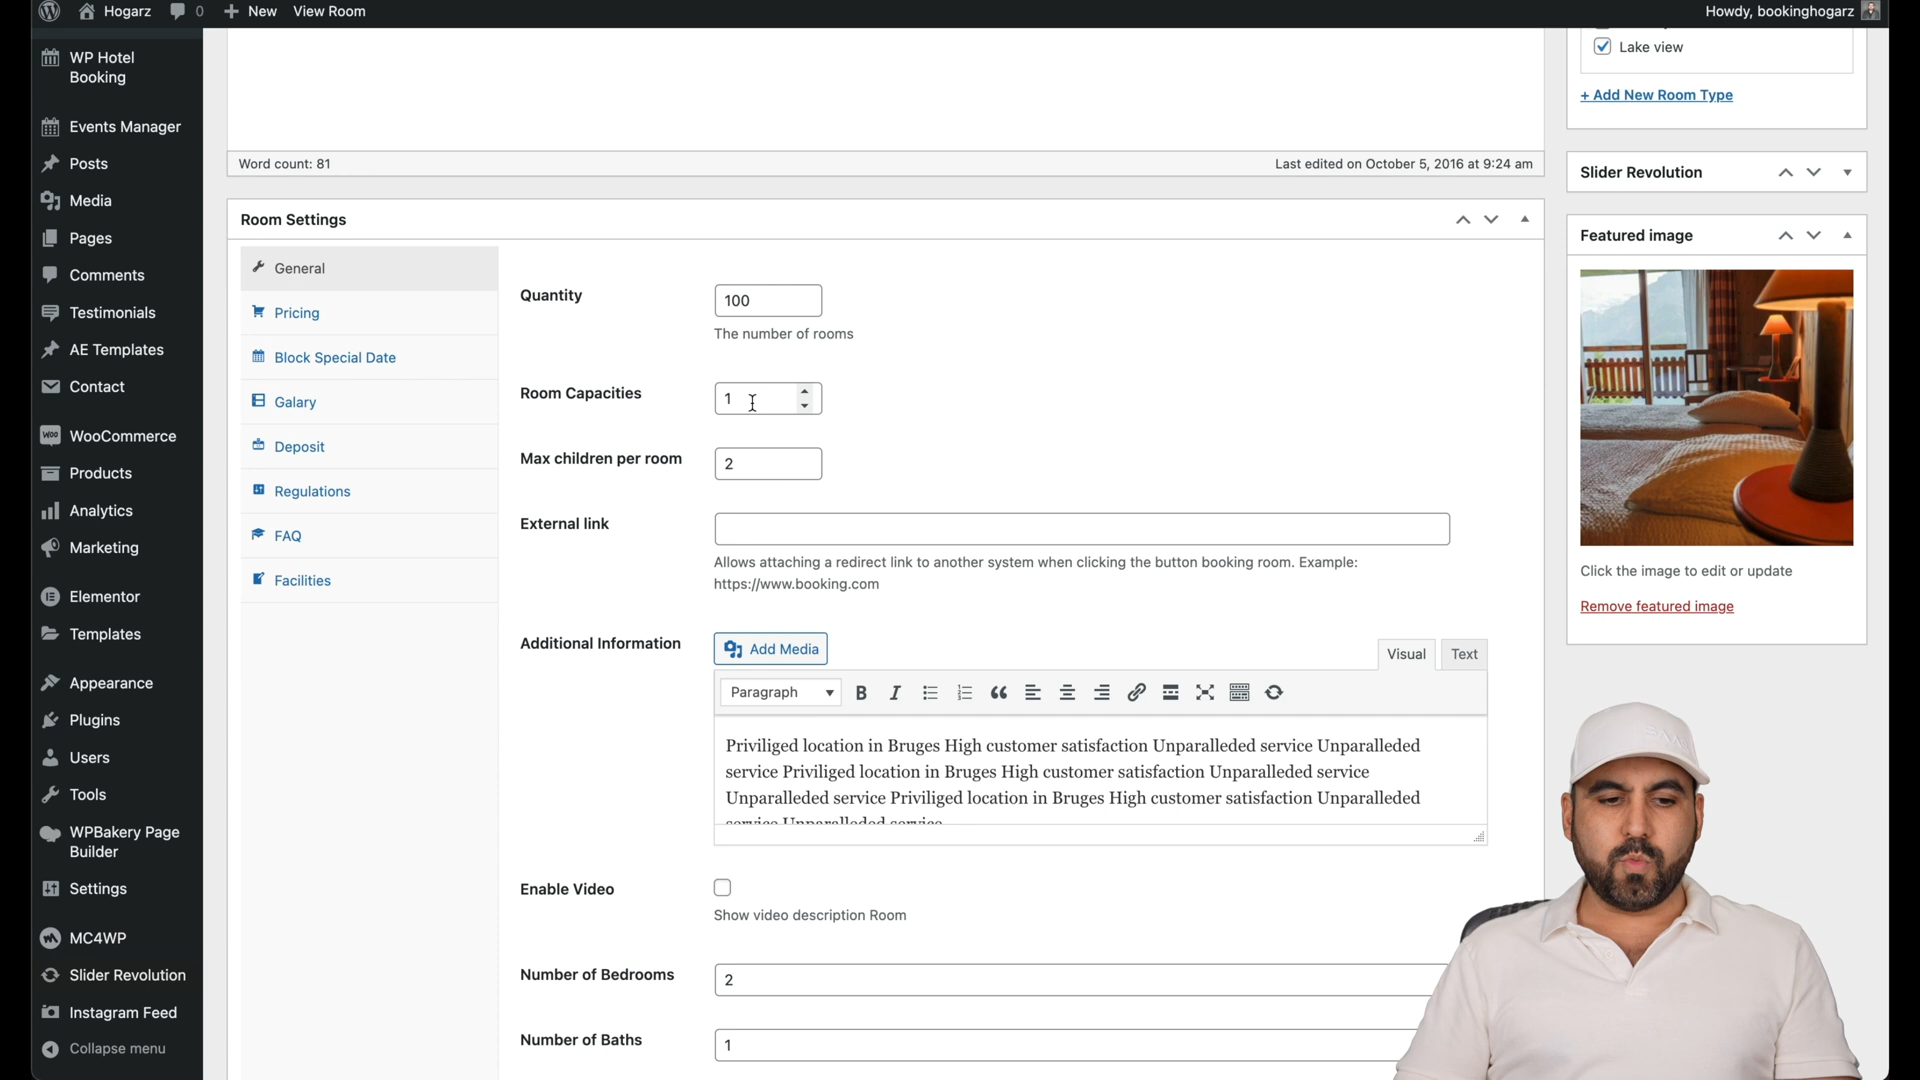 Hogarz
0
New
View Room
Howdy, bookinghogarz
WP Hotel
Booking
Events Manager
Posts
Media
Pages
Comments
Testimonials
AE Templates
Contact
WooCommerce
Products
Analytics
Marketing
Elementor
Templates
Appearance
Plugins
Users
Tools
WPBakery Page
Builder
Settings
MC4WP
Slider Revolution
Instagram Feed
Collapse menu
Word count: 81
Last edited on October 5, 2016 at 9:24 am
Room Settings
General
Pricing
Block Special Date
Galary
Deposit
Regulations
FAQ
Facilities
Quantity
100
The number of rooms
Room Capacities
1
Max children per room
2
External link
Allows attaching a redirect link to another system when clicking the button booking room. Example:
https://www.booking.com
Additional Information
Add Media
Visual
Text
Paragraph
Priviliged location in Bruges High customer satisfaction Unparalleded service Unparalleded
service Priviliged location in Bruges High customer satisfaction Unparalleded service
Unparalleded service Priviliged location in Bruges High customer satisfaction Unparalleded
service Unparalleded service
Enable Video
Show video description Room
Number of Bedrooms
2
Number of Baths
1
Lake view
+ Add New Room Type
Slider Revolution
Featured image
Click the image to edit or update
Remove featured image